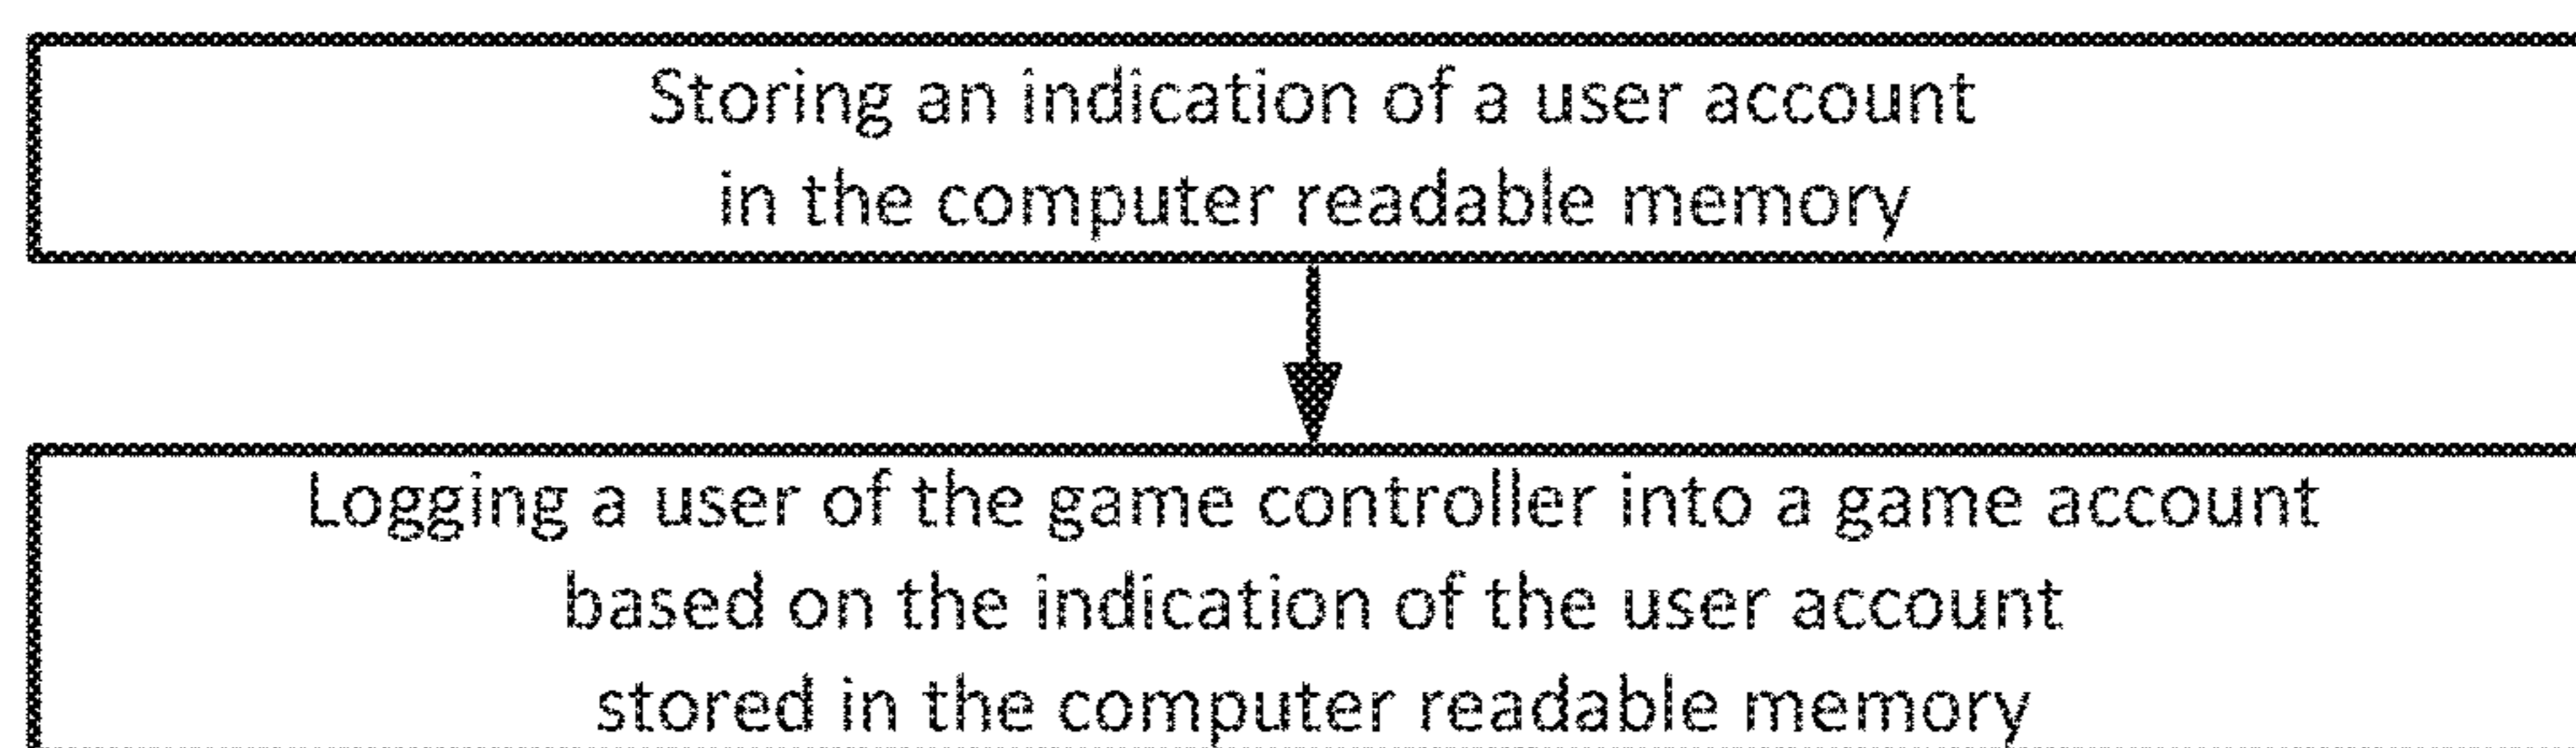 Storing an indication of a user account
in the computer readable memory
Logging a user of the game controller into a game account
based on the indication of the user account
stored in the computer readable memory